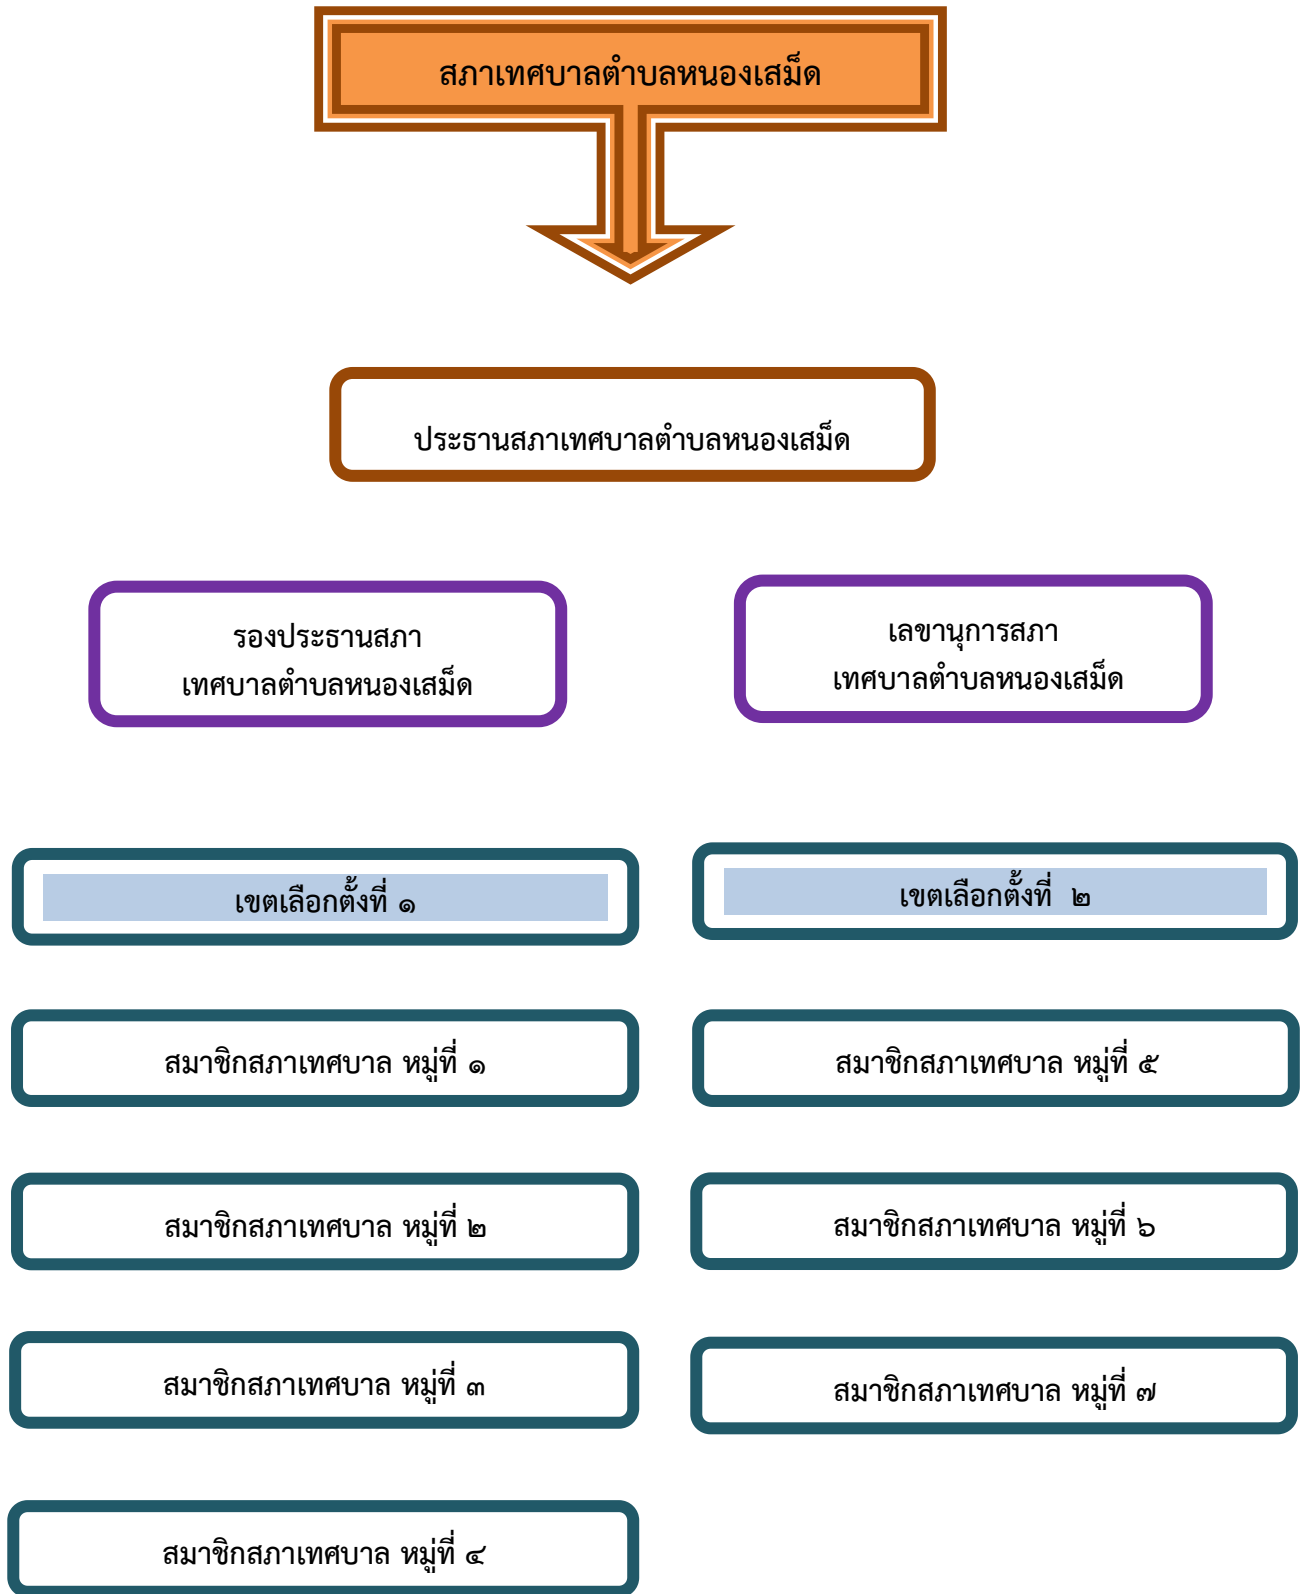 สภาเทศบาลตำบลหนองเสม็ด
ประธานสภาเทศบาลตำบลหนองเสม็ด
รองประธานสภา
เทศบาลตำบลหนองเสม็ด
เลขานุการสภา
เทศบาลตำบลหนองเสม็ด
เขตเลือกตั้งที่ ๑
สมาชิกสภาเทศบาล หมู่ที่ ๑
สมาชิกสภาเทศบาล หมู่ที่ ๒
สมาชิกสภาเทศบาล หมู่ที่ ๓
สมาชิกสภาเทศบาล หมู่ที่ ๔
เขตเลือกตั้งที่ ๒
สมาชิกสภาเทศบาล หมู่ที่ ๕
สมาชิกสภาเทศบาล หมู่ที่ ๖
สมาชิกสภาเทศบาล หมู่ที่ ๗